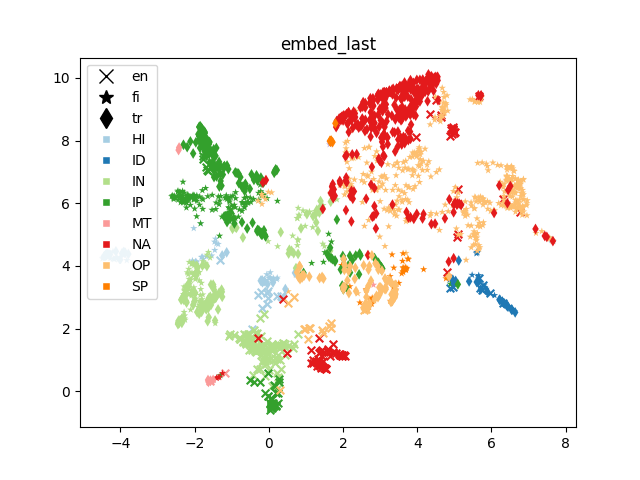 embed_last
en
fi
tr
HI
ID
IN
IP
MT
NA
OP
SP
10
8
6
4
2
0
−4 −2 0 2 4 6 8